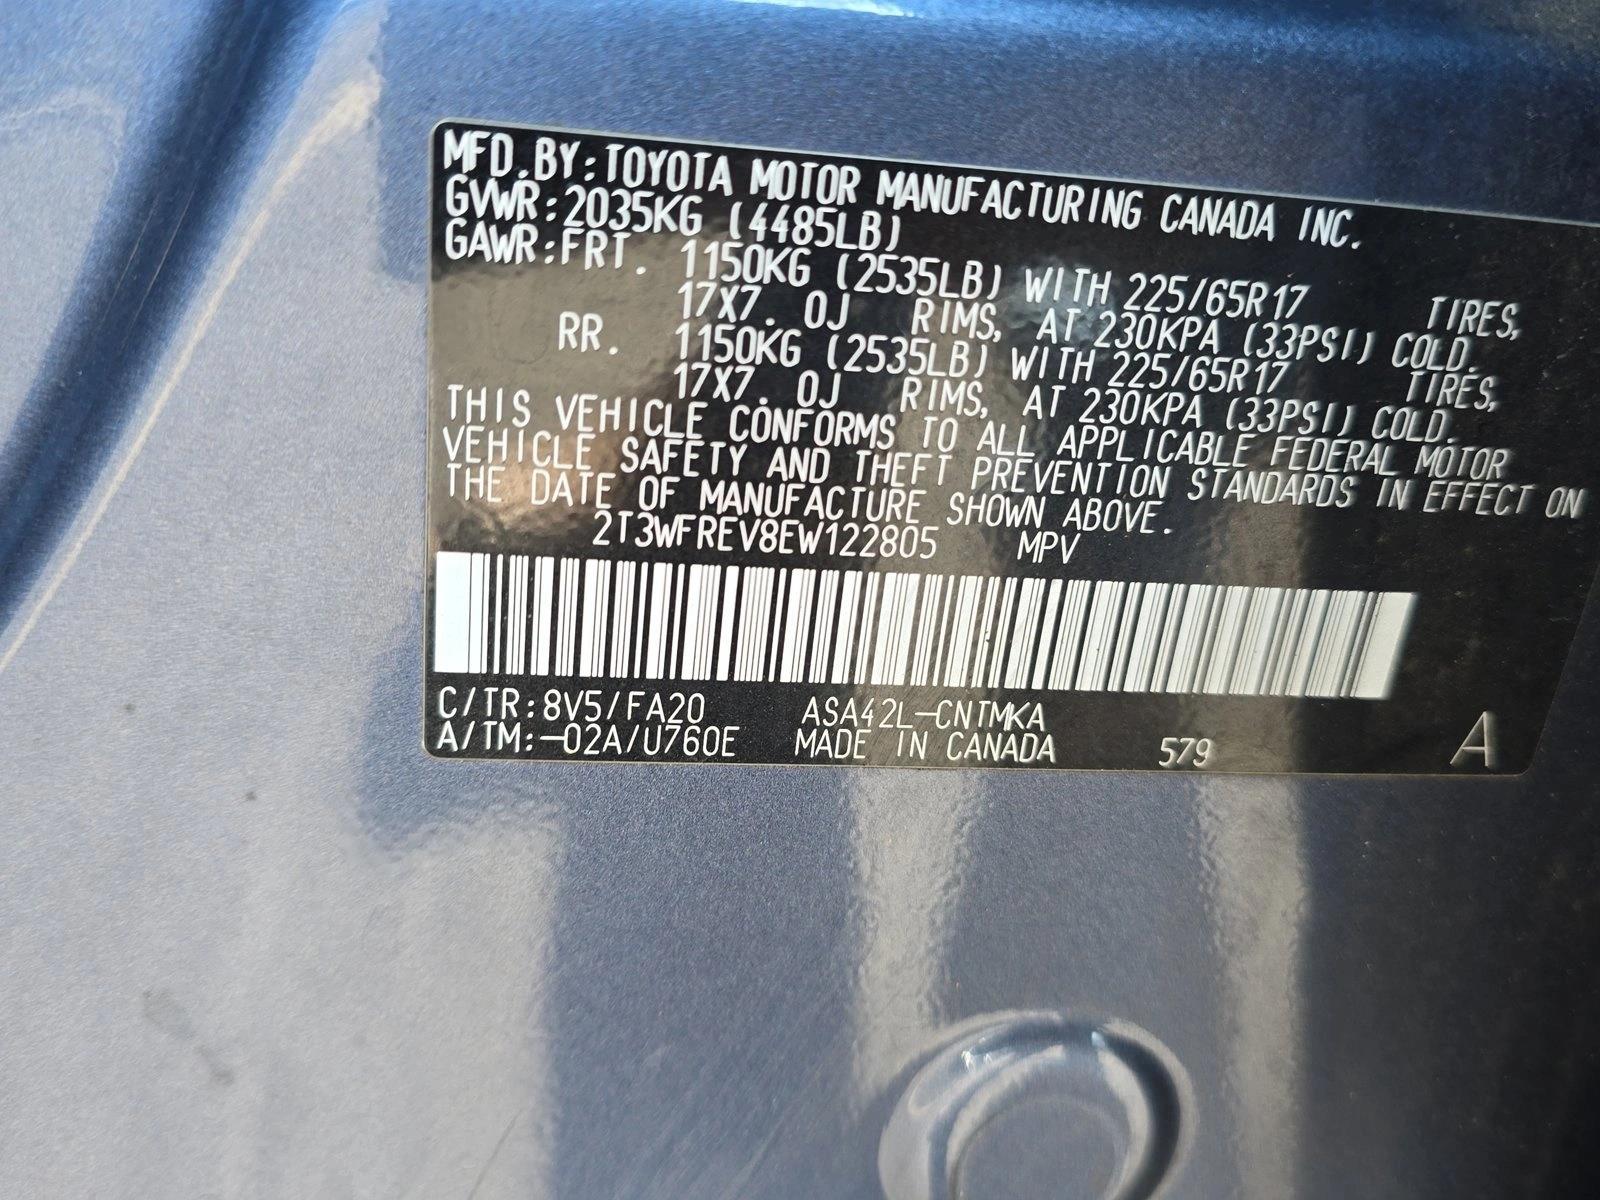 MFD.BY:TOYOTA MOTOR MANUFACTURING CANADA INC.
GVWR:2035KG (4485LB)
GAWR:FRT. 1150KG (2535LB) WITH 225/65R17 TIRES,
17X7.0J RIMS, AT 230KPA (33PSI) COLD.
RR. 1150KG (2535LB) WITH 225/65R17 TIRES,
17X7.0J RIMS, AT 230KPA (33PSI) COLD.
THIS VEHICLE CONFORMS TO ALL APPLICABLE FEDERAL MOTOR
VEHICLE SAFETY AND THEFT PREVENTION STANDARDS IN EFFECT ON
THE DATE OF MANUFACTURE SHOWN ABOVE.
2T3WFREV8EW122805 MPV
C/TR:8V5/FA20 ASA42L-CNTMKA
A/TM:-02A/U760E MADE IN CANADA 579 A